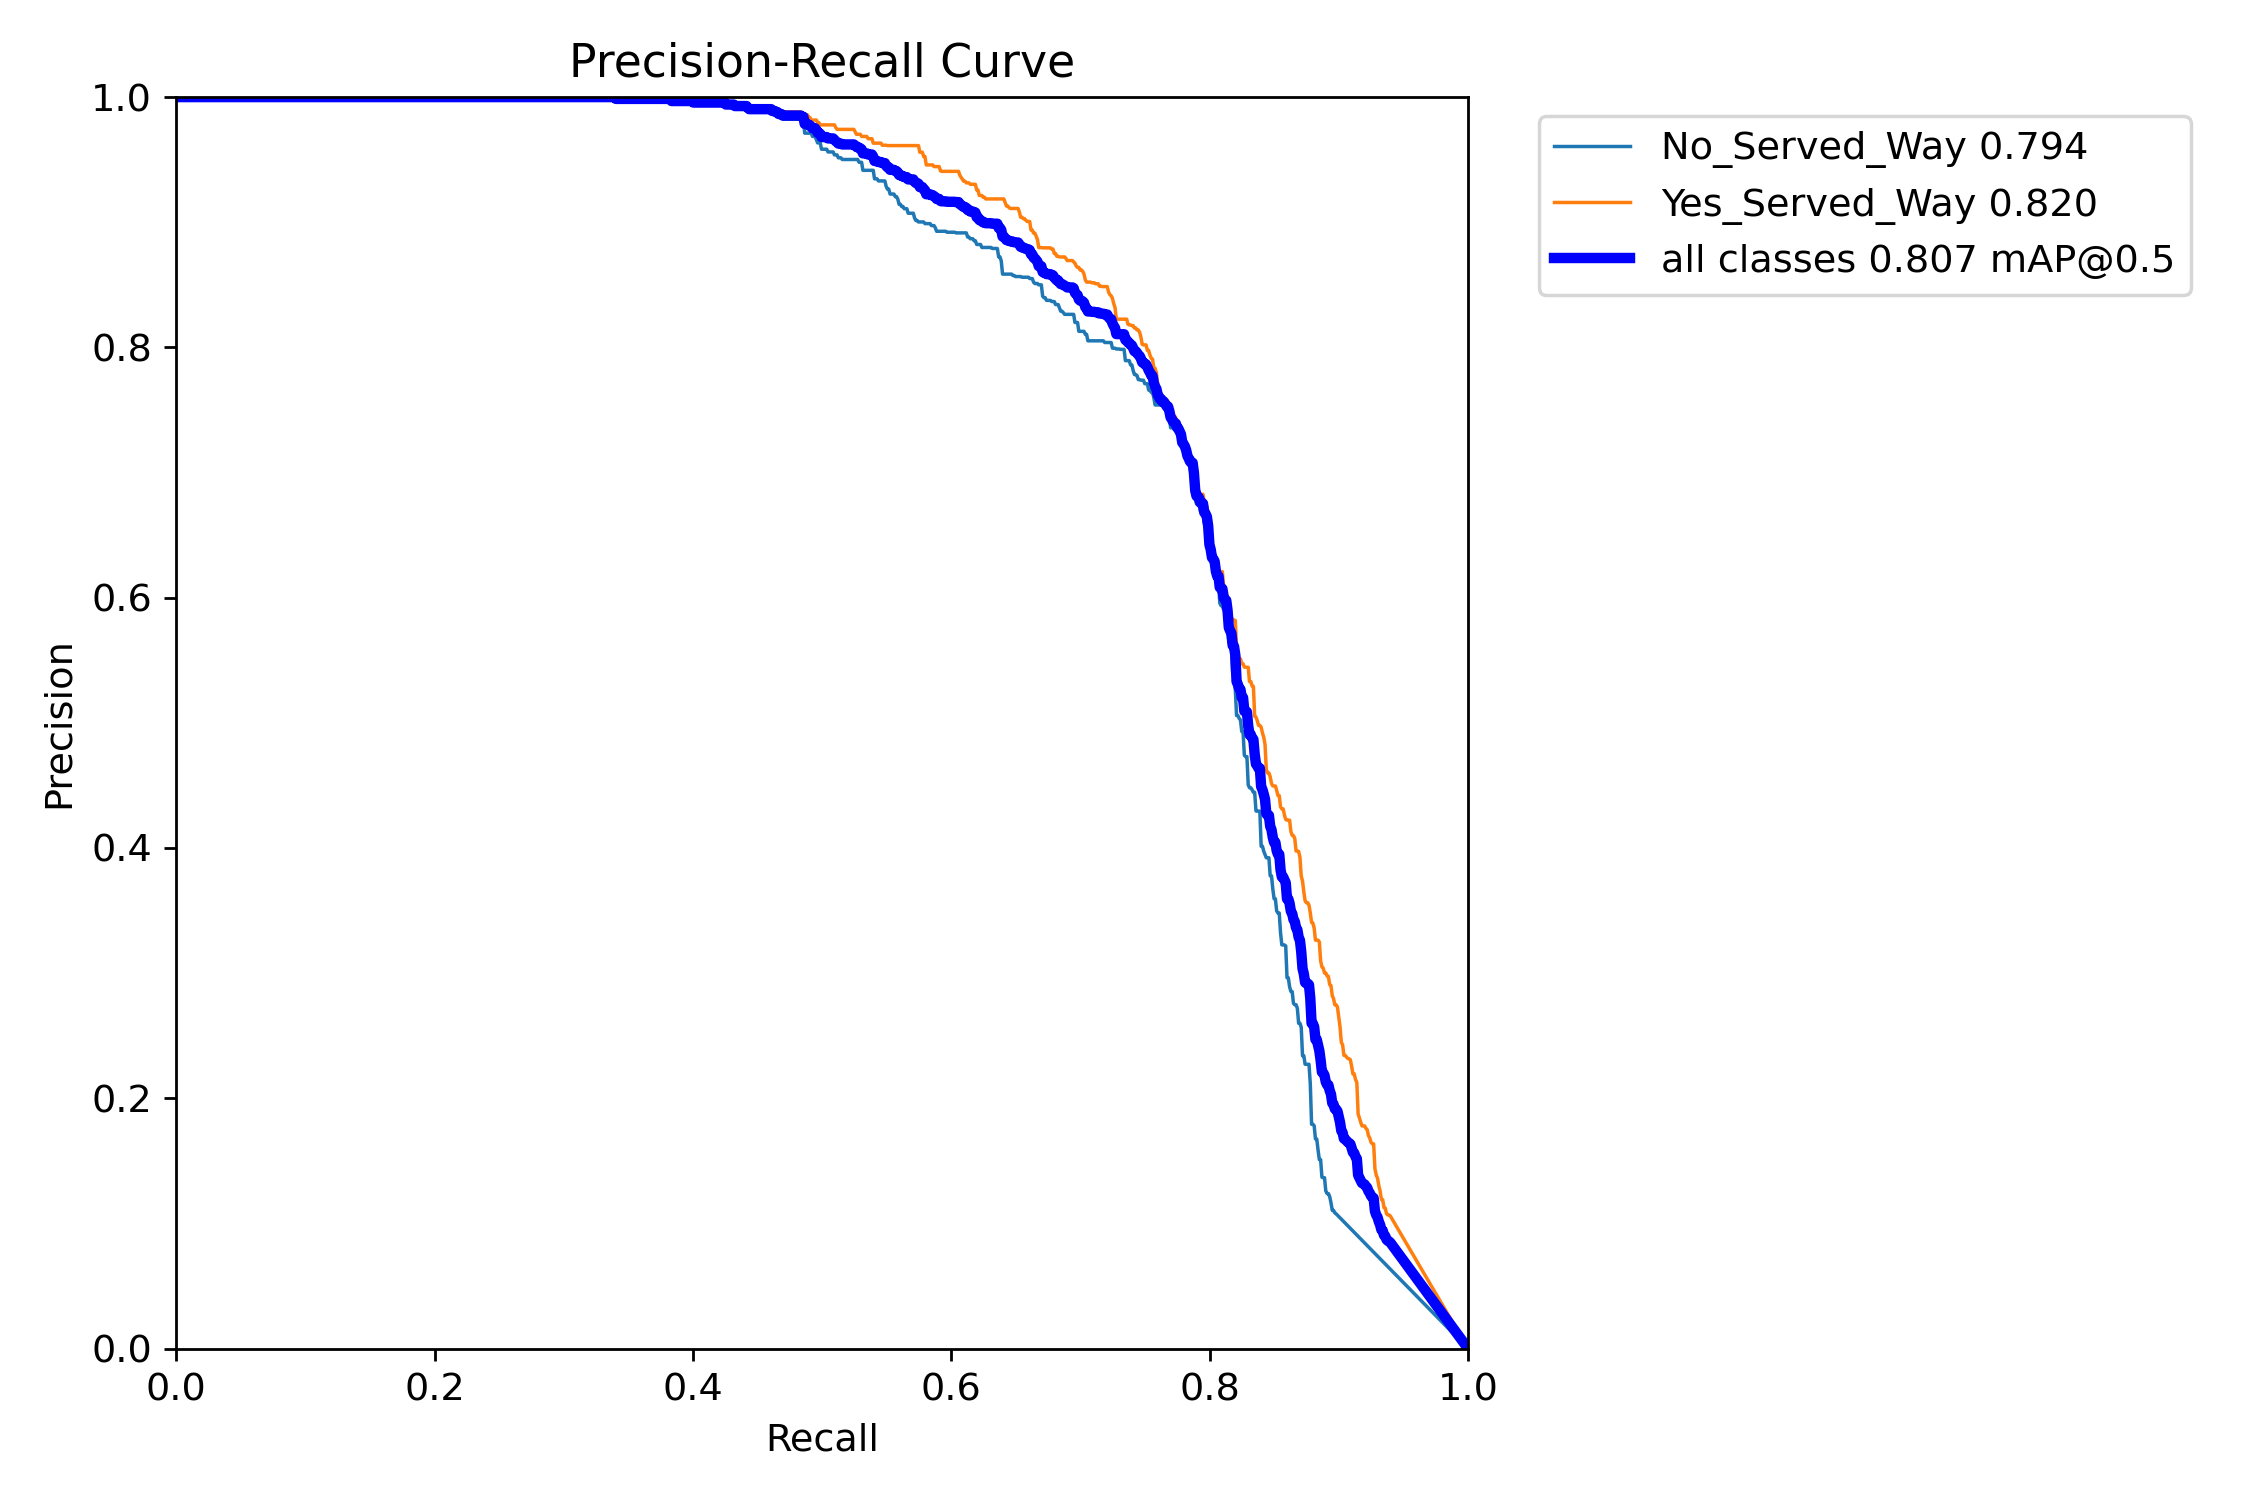 Precision-Recall Curve
1.0
0.8
0.6
0.4
0.2
0.0
Precision
0.0 0.2 0.4 0.6 0.8 1.0
Recall
No_Served_Way 0.794
Yes_Served_Way 0.820
all classes 0.807 mAP@0.5